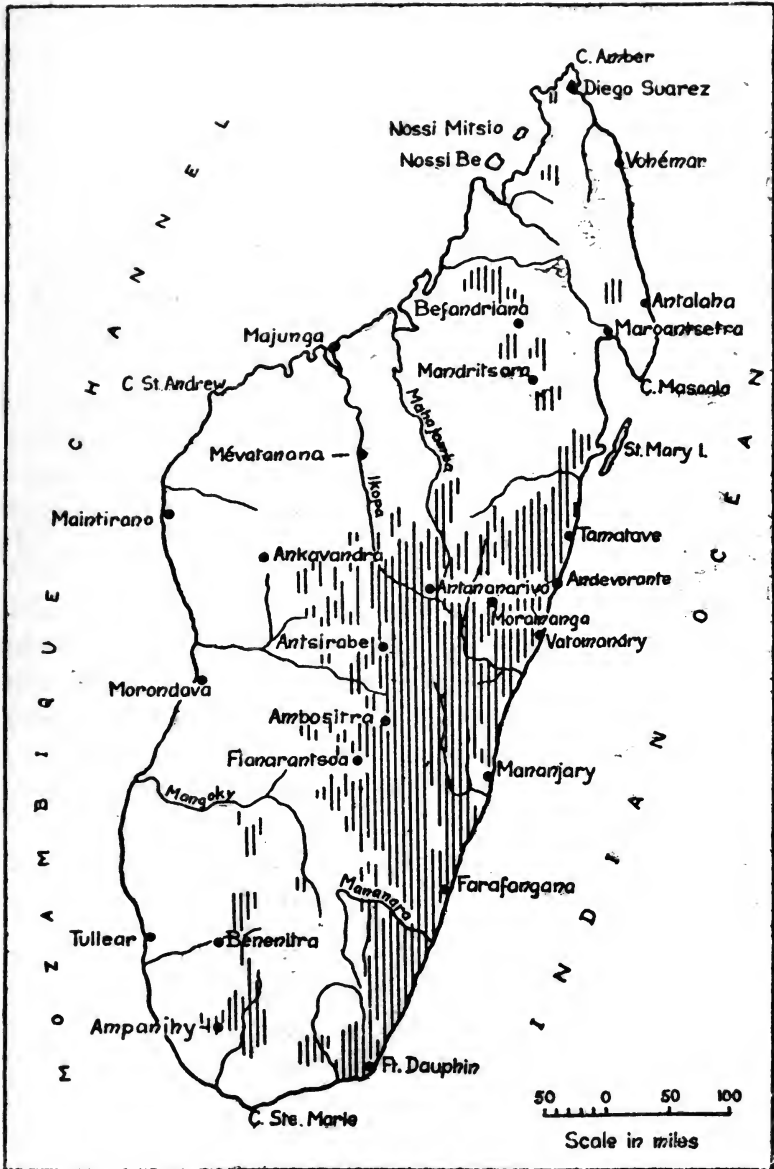 C. Amber
Diego Suarez
Nossi Mitsio
Nossi Be
Vohémar
Antalaha
Befandriana
Maroantsetra
Majunga
Mandritsara
C St. Andrew
C. Masoala
Mahajamba
St. Mary I.
Mévatanana
Ikopa
Maintirano
Tamatave
Ankavandra
Antananarivo
Andevorante
Moramanga
Antsirabe
Vatomandry
Morondava
Ambositra
Fianarantsoa
Mananjary
Mangoky
Mananara
Farafangana
Tullear
Benenitra
Ampanihy
Ft. Dauphin
C. Ste. Marie
MOZAMBIQUE CHANNEL
INDIAN OCEAN
50 0 50 100
Scale in miles